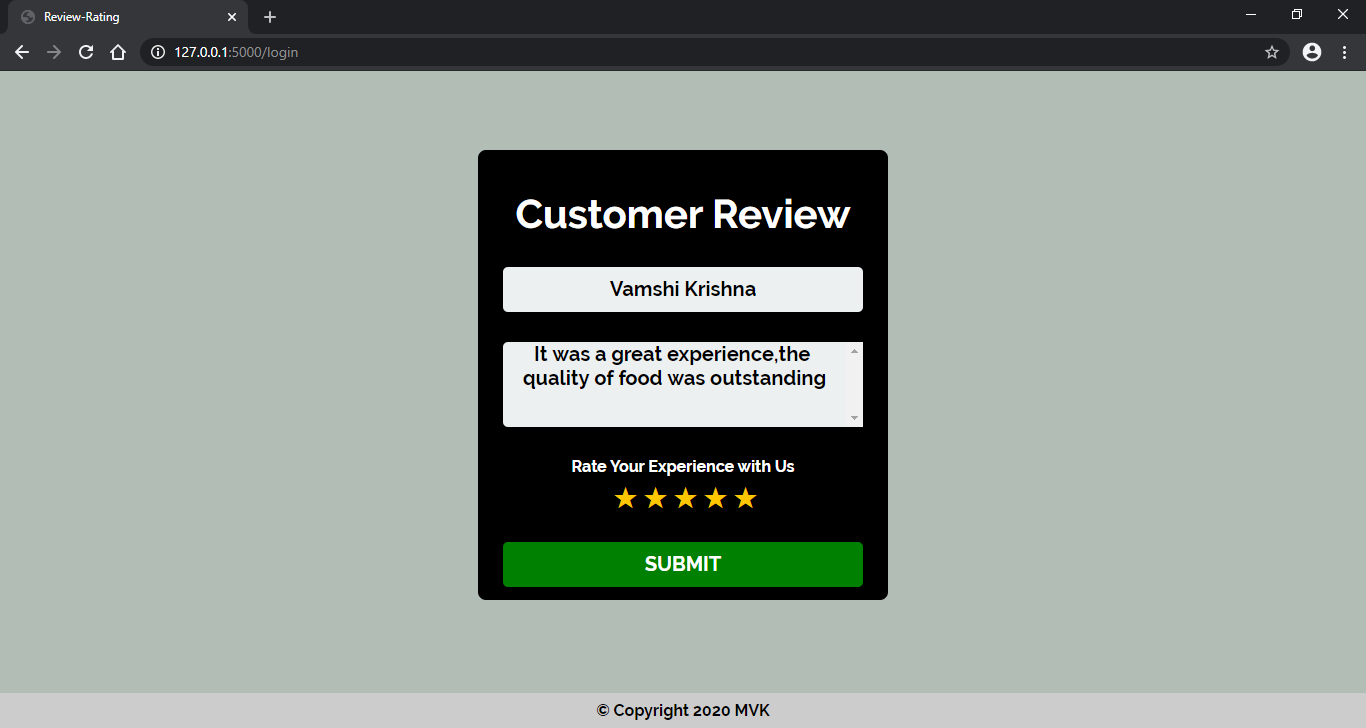 Review-Rating
127.0.0.1:5000/login
Customer Review
Vamshi Krishna
It was a great experience,the
quality of food was outstanding
Rate Your Experience with Us
SUBMIT
© Copyright 2020 MVK